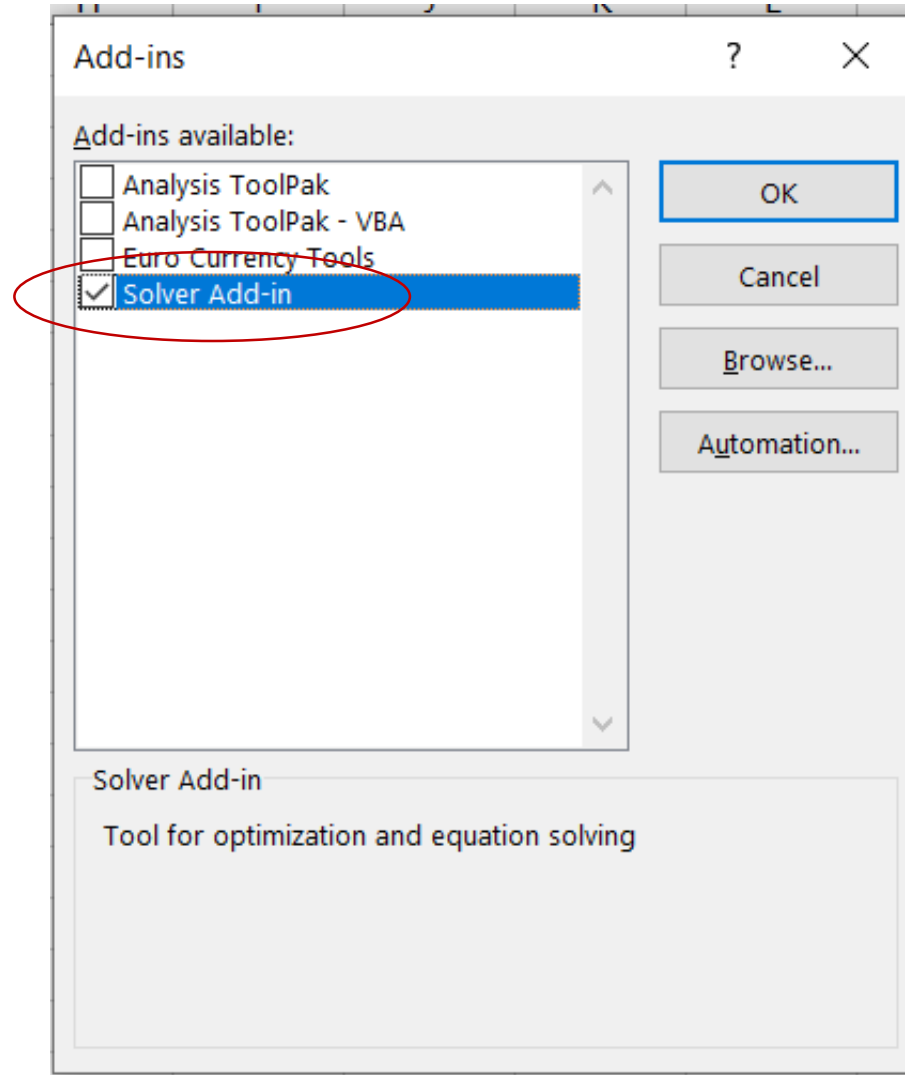 Add-ins ?
Add-ins available:
Analysis ToolPak
Analysis ToolPak - VBA
Euro Currency Tools
Solver Add-in
OK
Cancel
Browse...
Automation...
Solver Add-in
Tool for optimization and equation solving